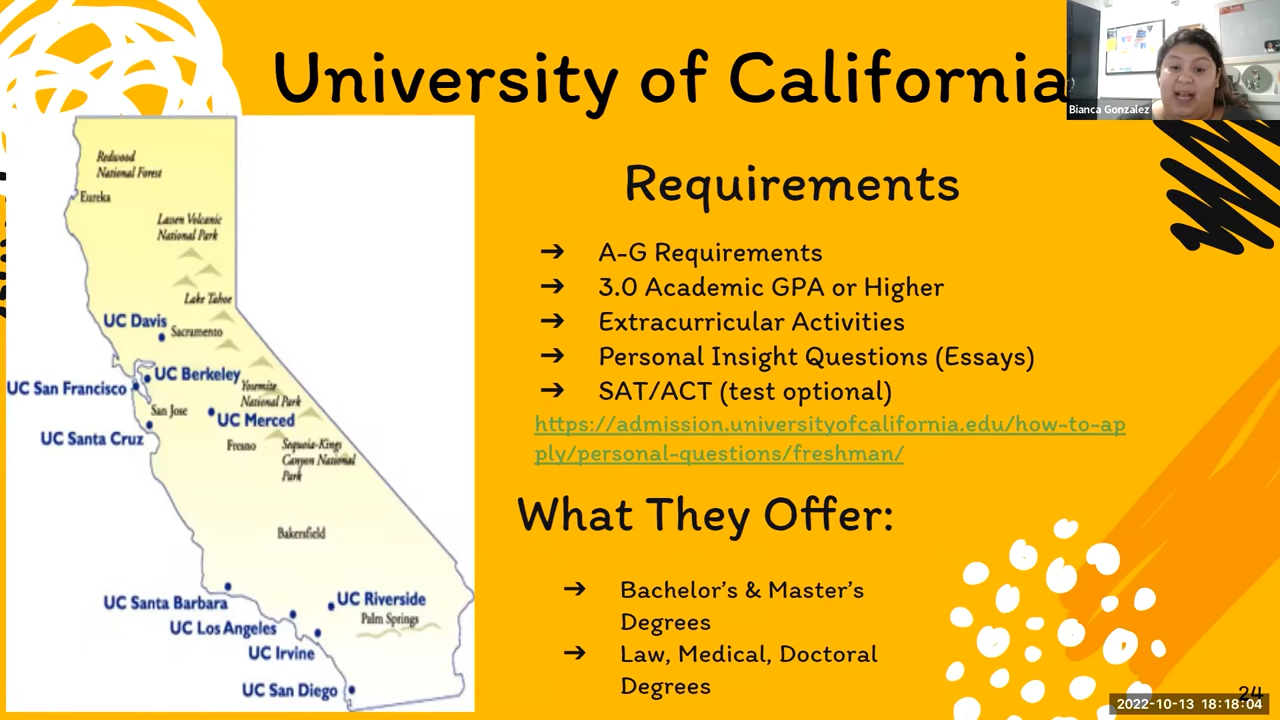 University of California
Bianca Gonzalez
Redwood
National Forest
Eureka
Lassen Volcanic
National Park
Lake Tahoe
UC Davis
Sacramento
UC Berkeley
UC San Francisco
Yosemite
National Park
San Jose
UC Merced
UC Santa Cruz
Fresno
Sequoia-Kings
Canyon National
Park
Bakersfield
UC Santa Barbara
UC Riverside
Palm Springs
UC Los Angeles
UC Irvine
UC San Diego
Requirements
➔ A-G Requirements
➔ 3.0 Academic GPA or Higher
➔ Extracurricular Activities
➔ Personal Insight Questions (Essays)
➔ SAT/ACT (test optional)
https://admission.universityofcalifornia.edu/how-to-ap
ply/personal-questions/freshman/
What They Offer:
➔ Bachelor’s & Master’s
Degrees
➔ Law, Medical, Doctoral
Degrees
24
2022-10-13 18:18:04